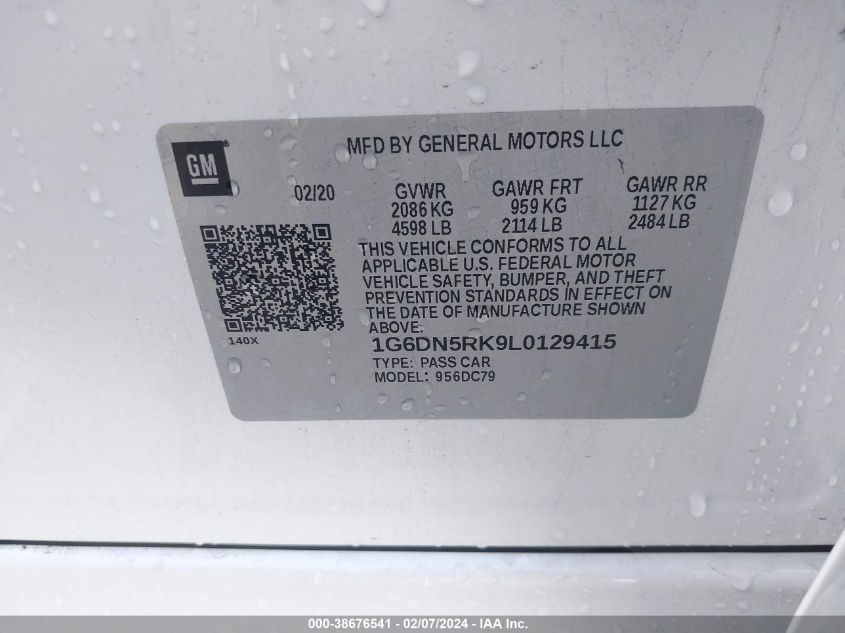 MFD BY GENERAL MOTORS LLC
GM®
02/20
GVWR
2086 KG
4598 LB
GAWR FRT
959 KG
2114 LB
GAWR RR
1127 KG
2484 LB
THIS VEHICLE CONFORMS TO ALL
APPLICABLE U.S. FEDERAL MOTOR
VEHICLE SAFETY, BUMPER, AND THEFT
PREVENTION STANDARDS IN EFFECT ON
THE DATE OF MANUFACTURE SHOWN
ABOVE.
140X
1G6DN5RK9L0129415
TYPE: PASS CAR
MODEL: 956DC79
000-38676541 - 02/07/2024 - IAA Inc.